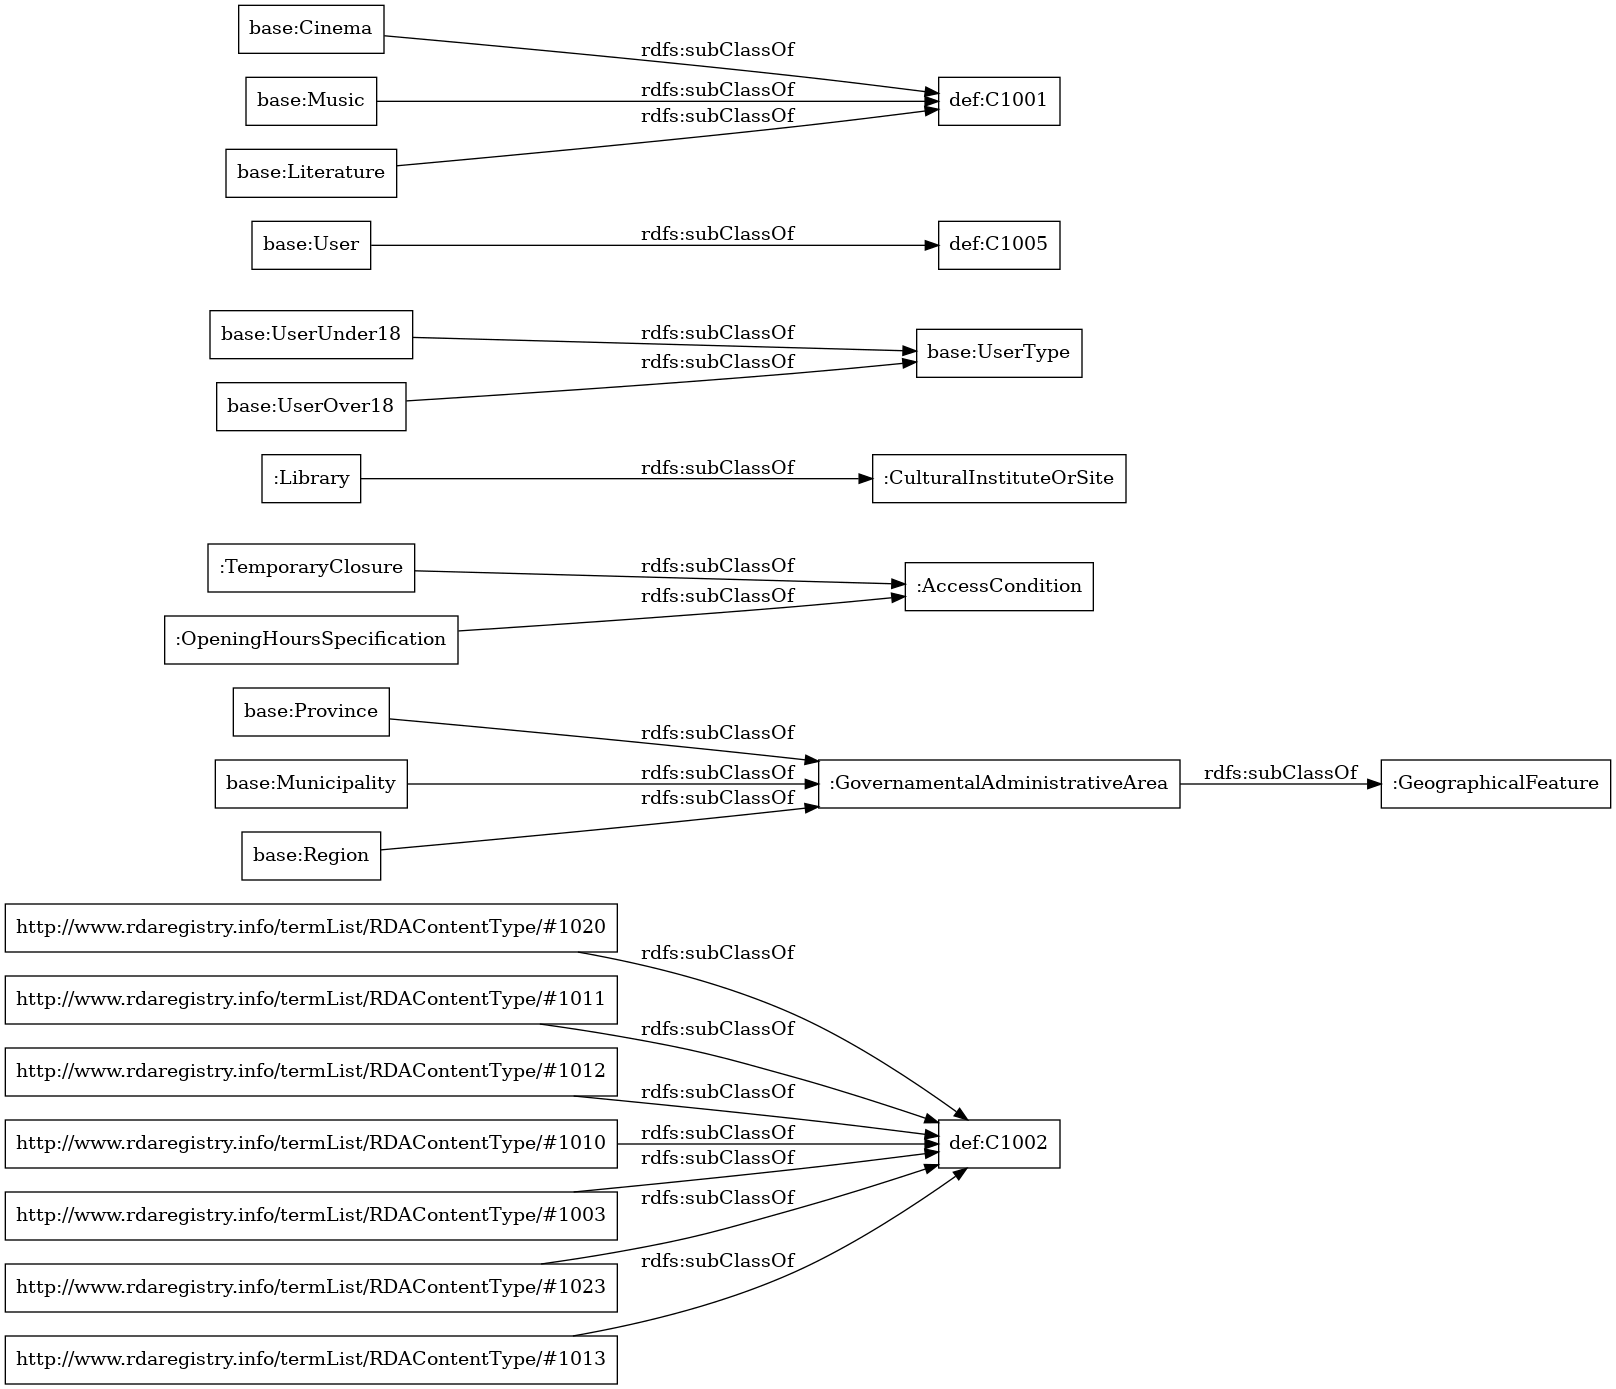 base:Cinema
rdfs:subClassOf
base:Music
rdfs:subClassOf
def:C1001
rdfs:subClassOf
base:Literature
base:User
rdfs:subClassOf
def:C1005
base:UserUnder18
rdfs:subClassOf
base:UserType
rdfs:subClassOf
base:UserOver18
:Library
rdfs:subClassOf
:CulturalInstituteOrSite
:TemporaryClosure
rdfs:subClassOf
:AccessCondition
rdfs:subClassOf
:OpeningHoursSpecification
base:Province
rdfs:subClassOf
base:Municipality
rdfs:subClassOf
:GovernamentalAdministrativeArea
rdfs:subClassOf
:GeographicalFeature
rdfs:subClassOf
base:Region
http://www.rdaregistry.info/termList/RDAContentType/#1020
rdfs:subClassOf
http://www.rdaregistry.info/termList/RDAContentType/#1011
rdfs:subClassOf
http://www.rdaregistry.info/termList/RDAContentType/#1012
rdfs:subClassOf
http://www.rdaregistry.info/termList/RDAContentType/#1010
rdfs:subClassOf
def:C1002
rdfs:subClassOf
http://www.rdaregistry.info/termList/RDAContentType/#1003
rdfs:subClassOf
http://www.rdaregistry.info/termList/RDAContentType/#1023
rdfs:subClassOf
http://www.rdaregistry.info/termList/RDAContentType/#1013